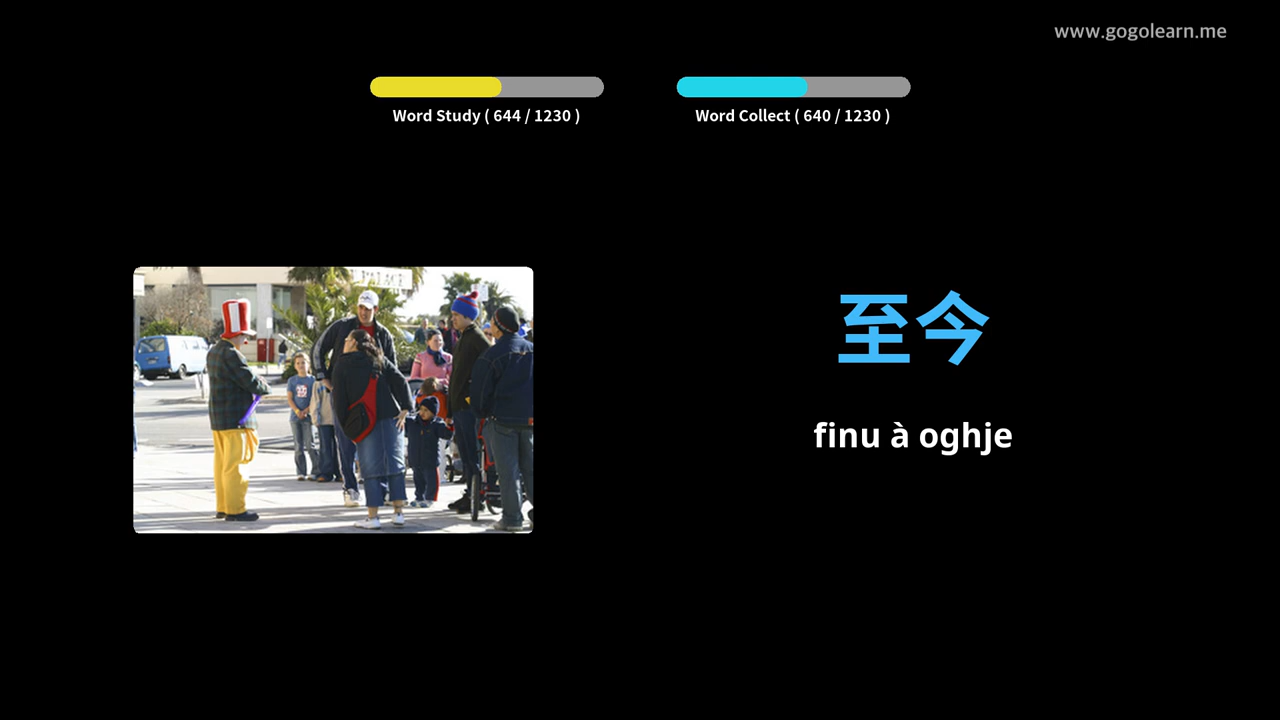 www.gogolearn.me
Word Study ( 644 / 1230 )
Word Collect ( 640 / 1230 )
至今
finu à oghje